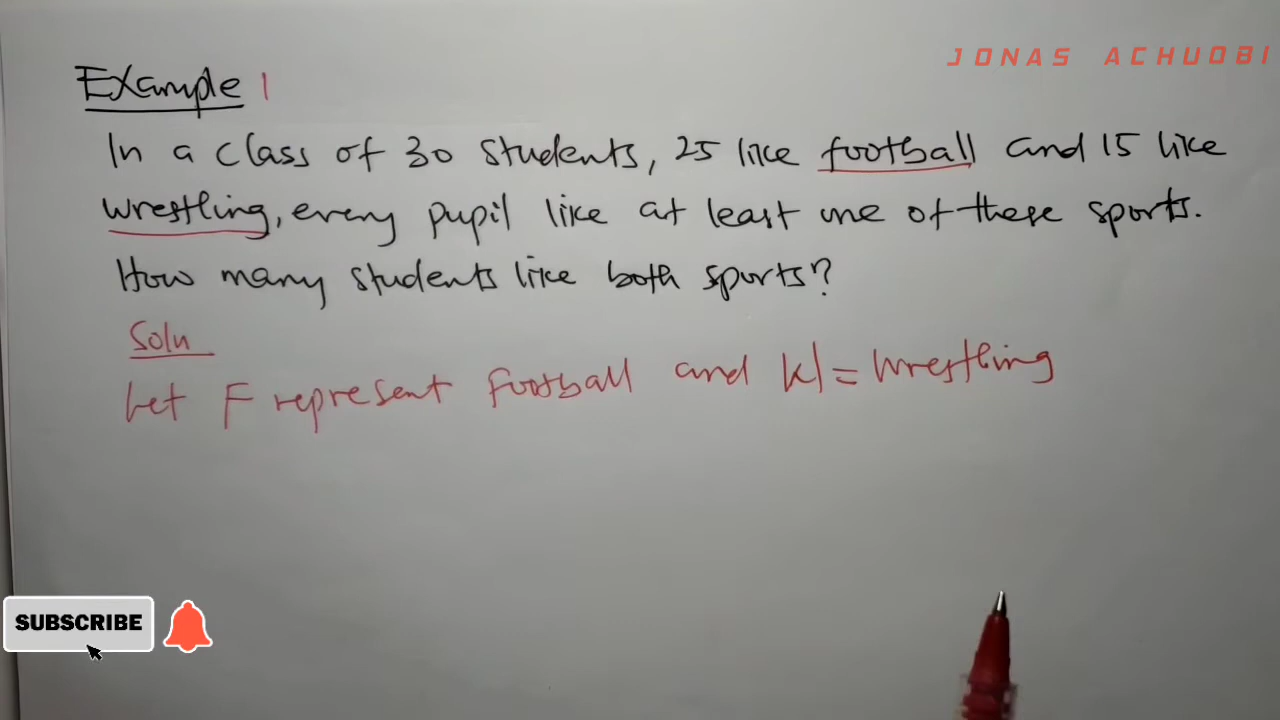 JONAS ACHUOBI
Example 1
In a class of 30 students, 25 like football and 15 like
wrestling, every pupil like at least one of these sports.
How many students like both sports?
Soln
Let F represent football and W = wrestling
SUBSCRIBE